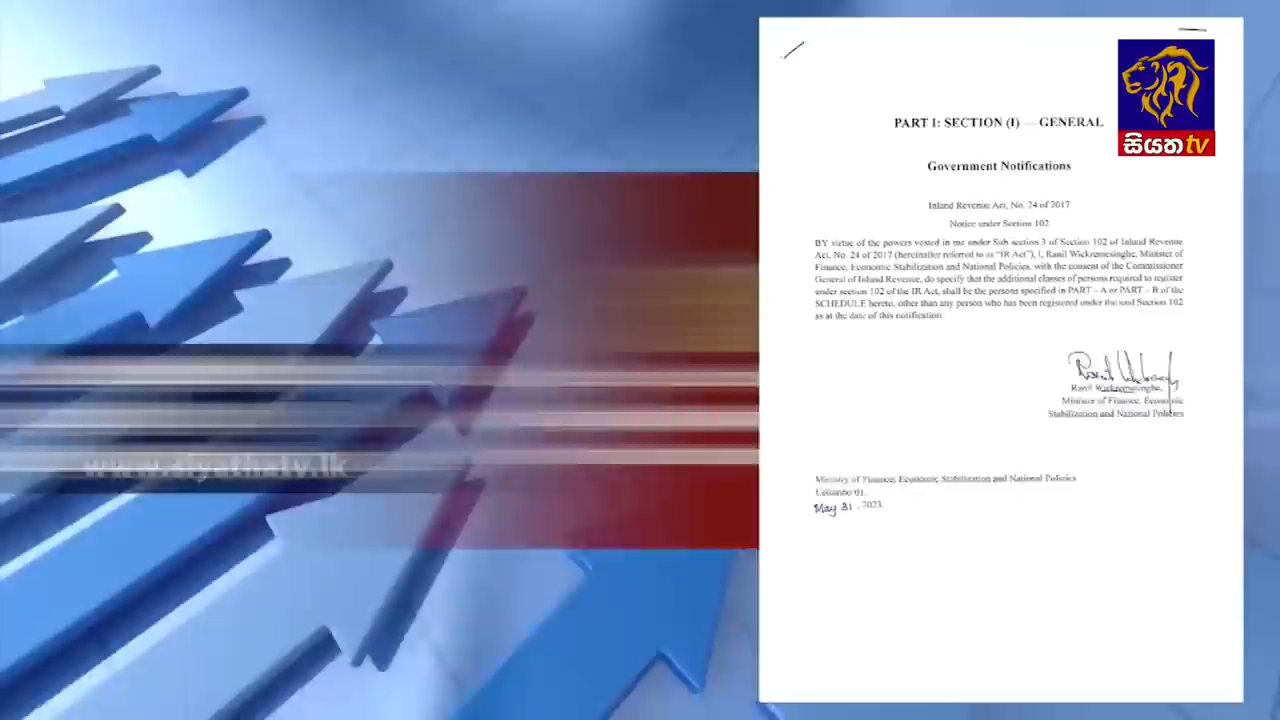 සියත tv
PART I: SECTION (I) — GENERAL
Government Notifications
Inland Revenue Act, No. 24 of 2017
Notice under Section 102
BY virtue of the powers vested in me under Sub section 3 of Section 102 of Inland Revenue
Act, No. 24 of 2017 (hereinafter referred to as "IR Act"), I, Ranil Wickremesinghe, Minister of
Finance, Economic Stabilization and National Policies, with the consent of the Commissioner
General of Inland Revenue, do specify that the additional classes of persons required to register
under section 102 of the IR Act, shall be the persons specified in PART – A or PART – B of the
SCHEDULE hereto, other than any person who has been registered under the said Section 102
as at the date of this notification.
Ranil Wickremesinghe,
Minister of Finance, Economic
Stabilization and National Policies
Ministry of Finance, Economic Stabilization and National Policies
Colombo 01.
May 31, 2023.
www.siyathatv.lk